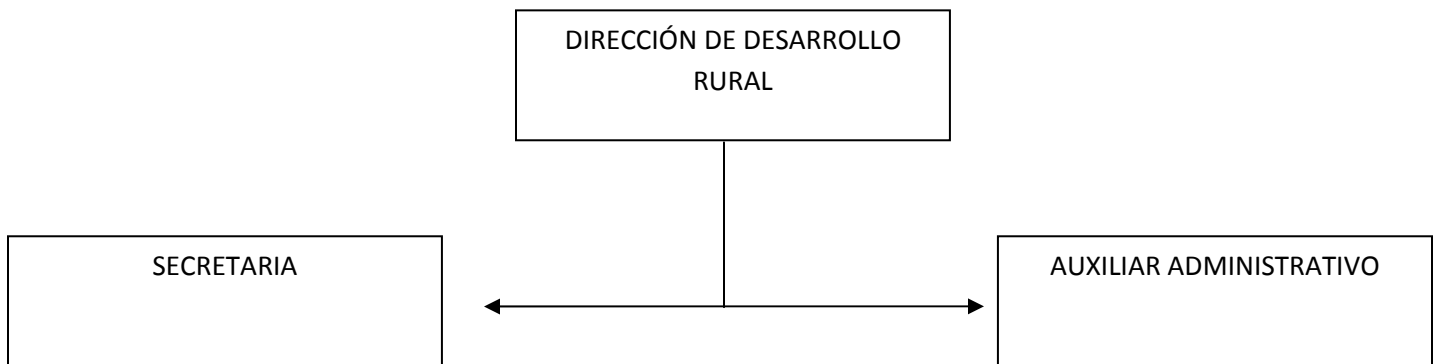 DIRECCIÓN DE DESARROLLO
RURAL
SECRETARIA
AUXILIAR ADMINISTRATIVO